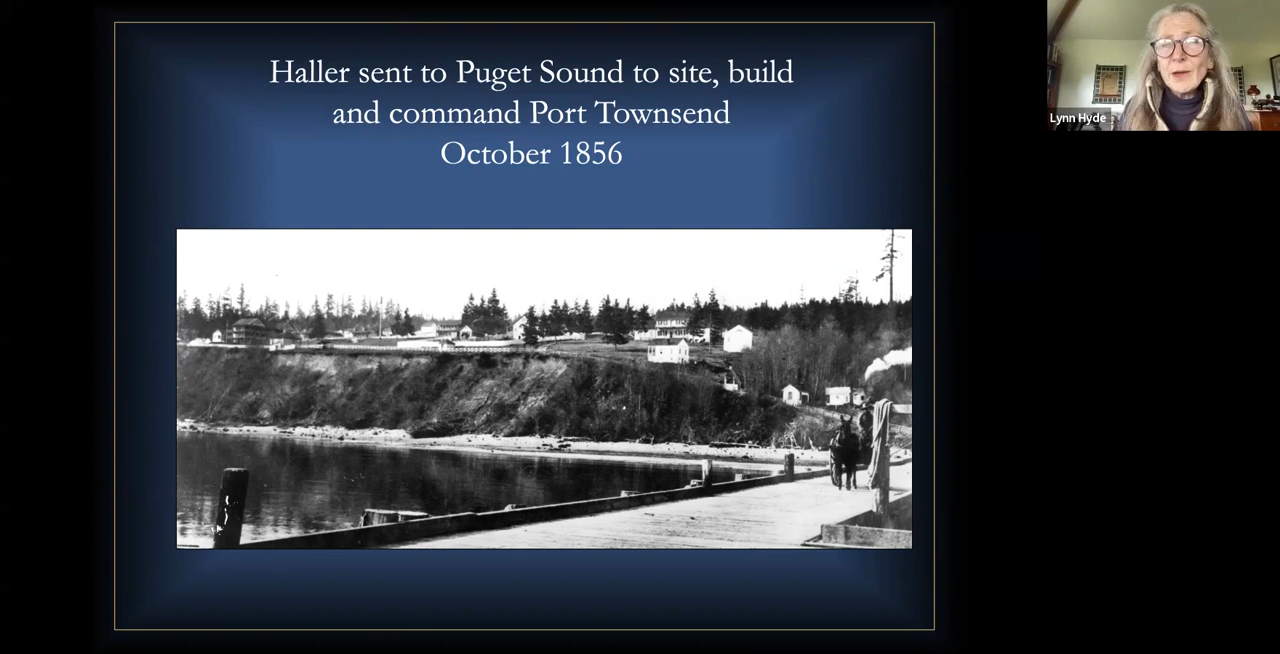 Haller sent to Puget Sound to site, build
and command Port Townsend
October 1856
Lynn Hyde